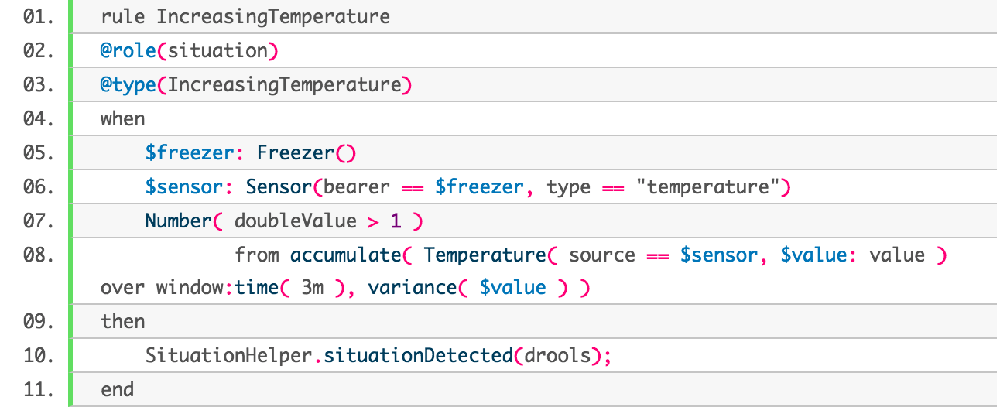 01. rule IncreasingTemperature
02. @role(situation)
03. @type(IncreasingTemperature)
04. when
05. $freezer: Freezer()
06. $sensor: Sensor(bearer == $freezer, type == "temperature")
07. Number( doubleValue > 1 )
08. from accumulate( Temperature( source == $sensor, $value: value )
over window:time( 3m ), variance( $value ) )
09. then
10. SituationHelper.situationDetected(drools);
11. end